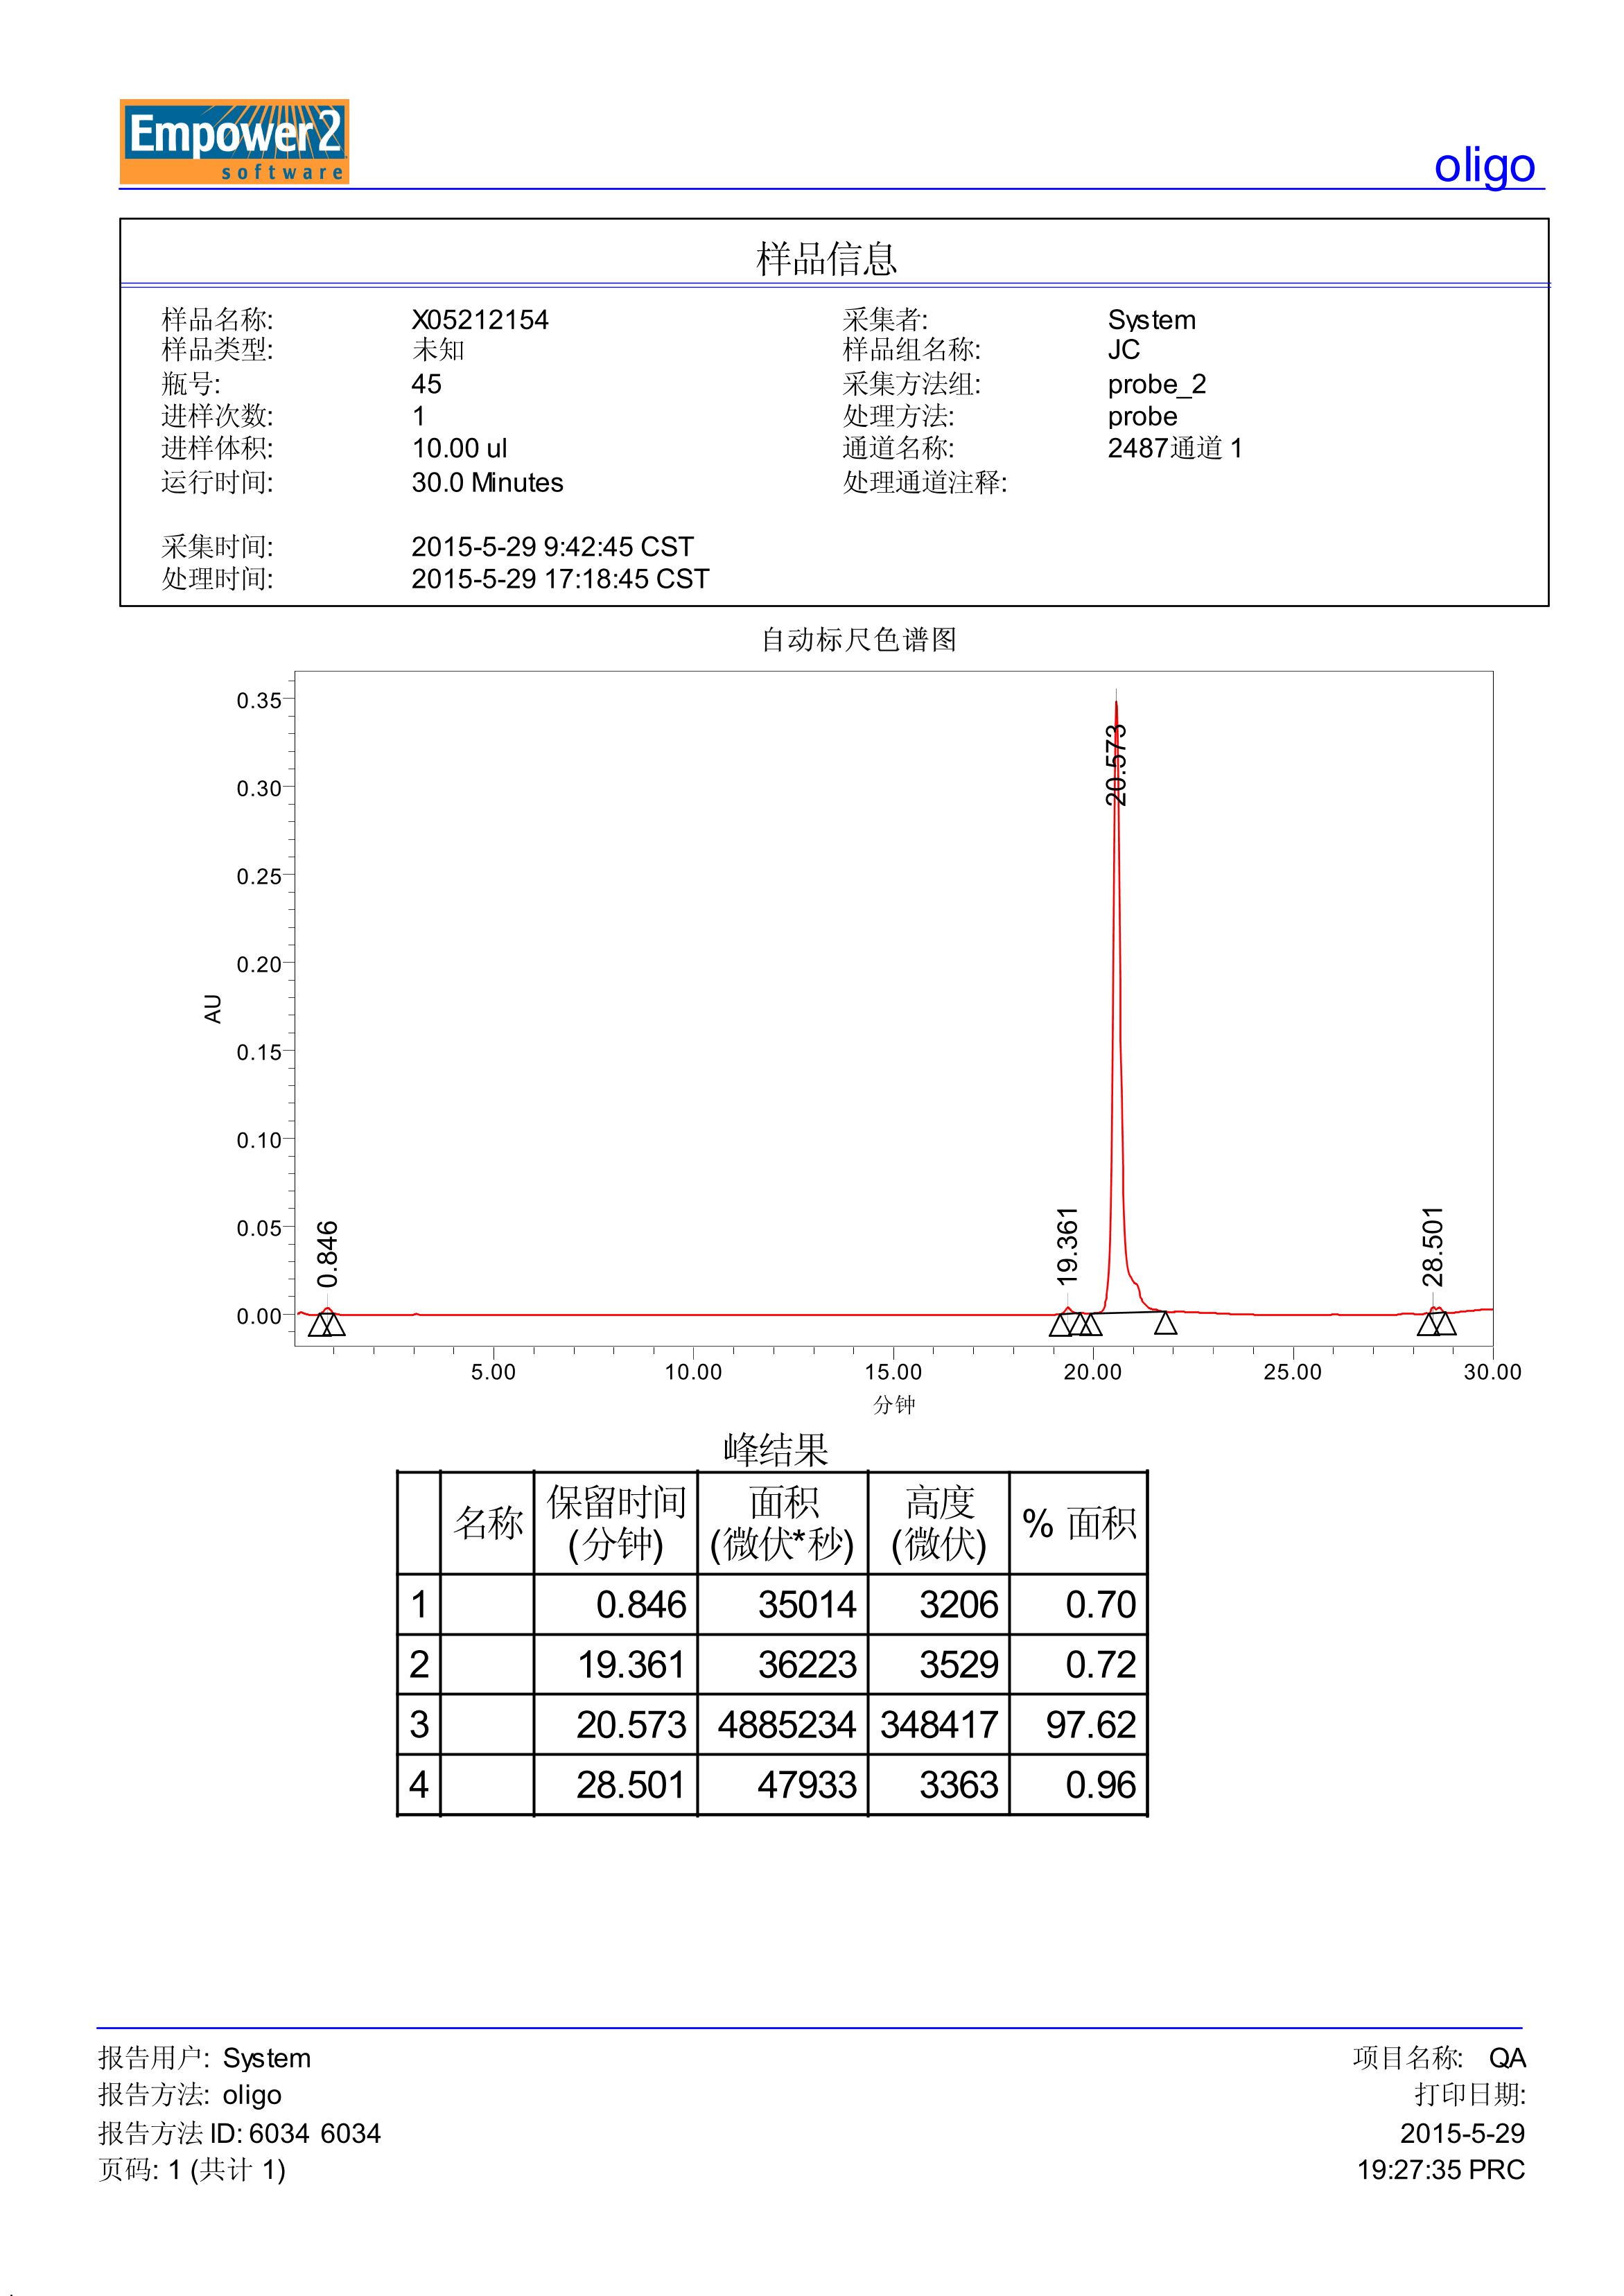 Empower2
software
oligo
样品信息
样品名称: X05212154 采集者: System
样品类型: 未知 样品组名称: JC
瓶号: 45 采集方法组: probe_2
进样次数: 1 处理方法: probe
进样体积: 10.00 ul 通道名称: 2487通道 1
运行时间: 30.0 Minutes 处理通道注释:
采集时间: 2015-5-29 9:42:45 CST
处理时间: 2015-5-29 17:18:45 CST
自动标尺色谱图
AU
0.35
0.30
0.25
0.20
0.15
0.10
0.05
0.00
0.846
19.361
20.573
28.501
5.00 10.00 15.00 20.00 25.00 30.00
分钟
峰结果
名称 保留时间 (分钟) 面积 (微伏*秒) 高度 (微伏) % 面积
1 0.846 35014 3206 0.70
2 19.361 36223 3529 0.72
3 20.573 4885234 348417 97.62
4 28.501 47933 3363 0.96
报告用户: System 项目名称: QA
报告方法: oligo 打印日期:
报告方法 ID: 6034 6034 2015-5-29
页码: 1 (共计 1) 19:27:35 PRC